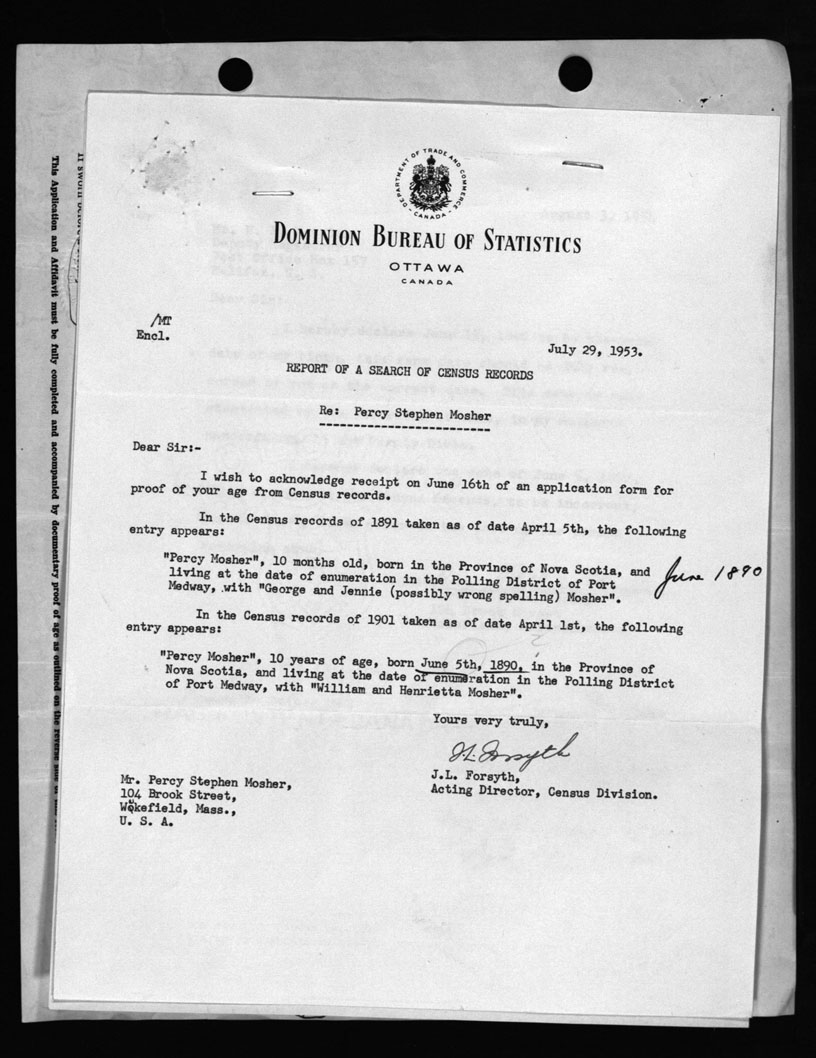 DEPARTMENT OF TRADE AND COMMERCE
CANADA
DOMINION BUREAU OF STATISTICS
OTTAWA
CANADA
/MT
Encl.
July 29, 1953.
REPORT OF A SEARCH OF CENSUS RECORDS
Re: Percy Stephen Mosher
Dear Sir:-
I wish to acknowledge receipt on June 16th of an application form for
proof of your age from Census records.
In the Census records of 1891 taken as of date April 5th, the following
entry appears:
"Percy Mosher", 10 months old, born in the Province of Nova Scotia, and
living at the date of enumeration in the Polling District of Port
Medway, with "George and Jennie (possibly wrong spelling) Mosher".
June 1890
In the Census records of 1901 taken as of date April 1st, the following
entry appears:
"Percy Mosher", 10 years of age, born June 5th, 1890, in the Province of
Nova Scotia, and living at the date of enumeration in the Polling District
of Port Medway, with "William and Henrietta Mosher".
Yours very truly,
J.L. Forsyth
J.L. Forsyth,
Acting Director, Census Division.
Mr. Percy Stephen Mosher,
104 Brook Street,
Wakefield, Mass.,
U. S. A.
This Application and Affidavit must be fully completed and accompanied by documentary proof of age as outlined on the reverse side